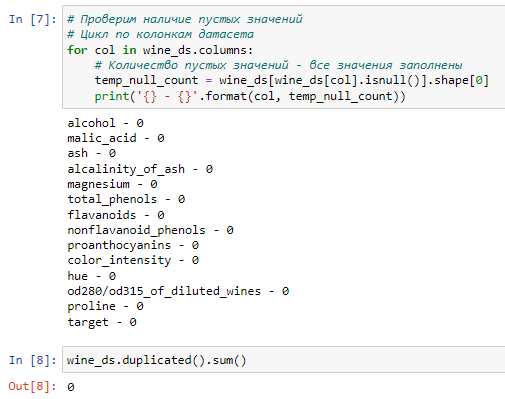 In [7]: # Проверим наличие пустых значений
# Цикл по колонкам датасета
for col in wine_ds.columns:
    # Количество пустых значений - все значения заполнены
    temp_null_count = wine_ds[wine_ds[col].isnull()].shape[0]
    print('{} - {}'.format(col, temp_null_count))
alcohol - 0
malic_acid - 0
ash - 0
alcalinity_of_ash - 0
magnesium - 0
total_phenols - 0
flavanoids - 0
nonflavanoid_phenols - 0
proanthocyanins - 0
color_intensity - 0
hue - 0
od280/od315_of_diluted_wines - 0
proline - 0
target - 0
In [8]: wine_ds.duplicated().sum()
Out[8]: 0